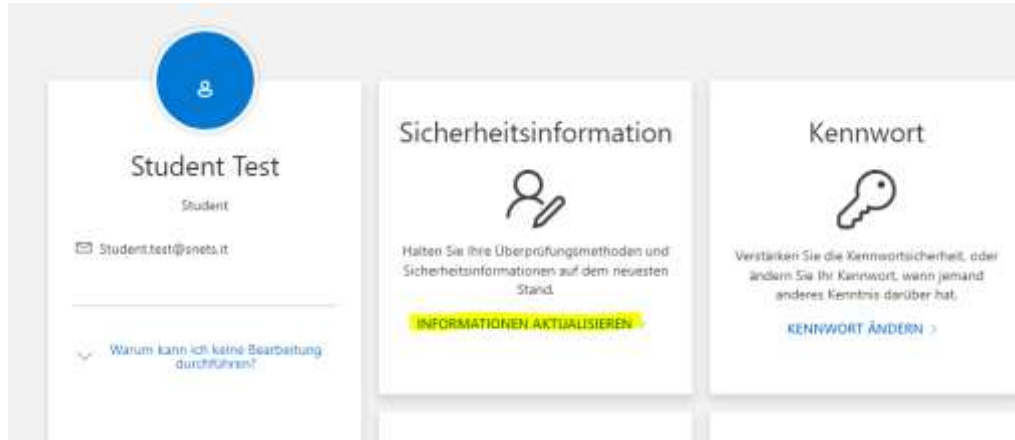 Student Test
Student
Student.test@snets.it
Warum kann ich keine Bearbeitung
durchführen?
Sicherheitsinformation
Halten Sie Ihre Überprüfungsmethoden und
Sicherheitsinformationen auf dem neuesten
Stand.
INFORMATIONEN AKTUALISIEREN >
Kennwort
Verstärken Sie die Kennwortsicherheit, oder
ändern Sie Ihr Kennwort, wenn jemand
anderes Kenntnis darüber hat.
KENNWORT ÄNDERN >